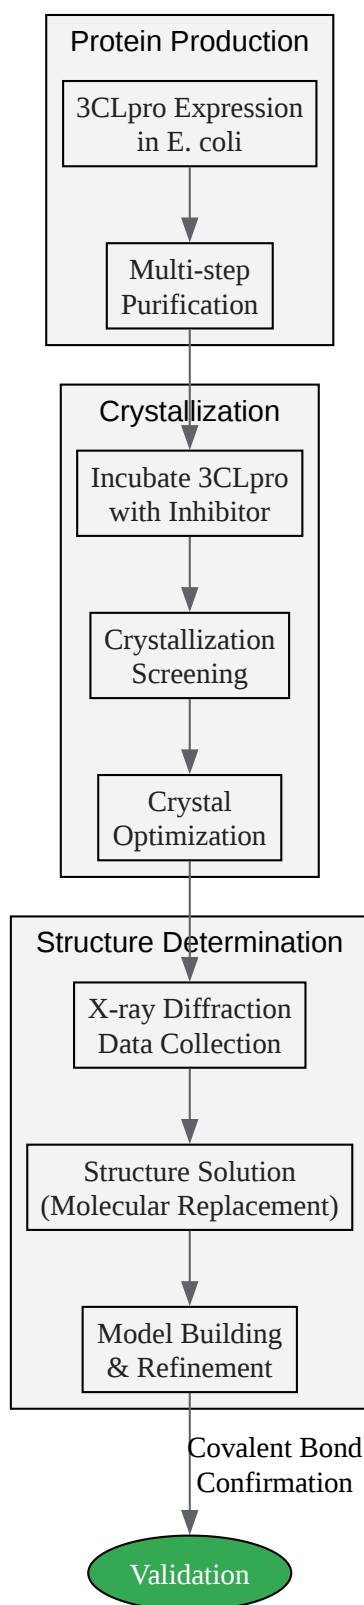 Protein Production
3CLpro Expression
in E. coli
Multi-step
Purification
Crystallization
Incubate 3CLpro
with Inhibitor
Crystallization
Screening
Crystal
Optimization
Structure Determination
X-ray Diffraction
Data Collection
Structure Solution
(Molecular Replacement)
Model Building
& Refinement
Covalent Bond
Confirmation
Validation